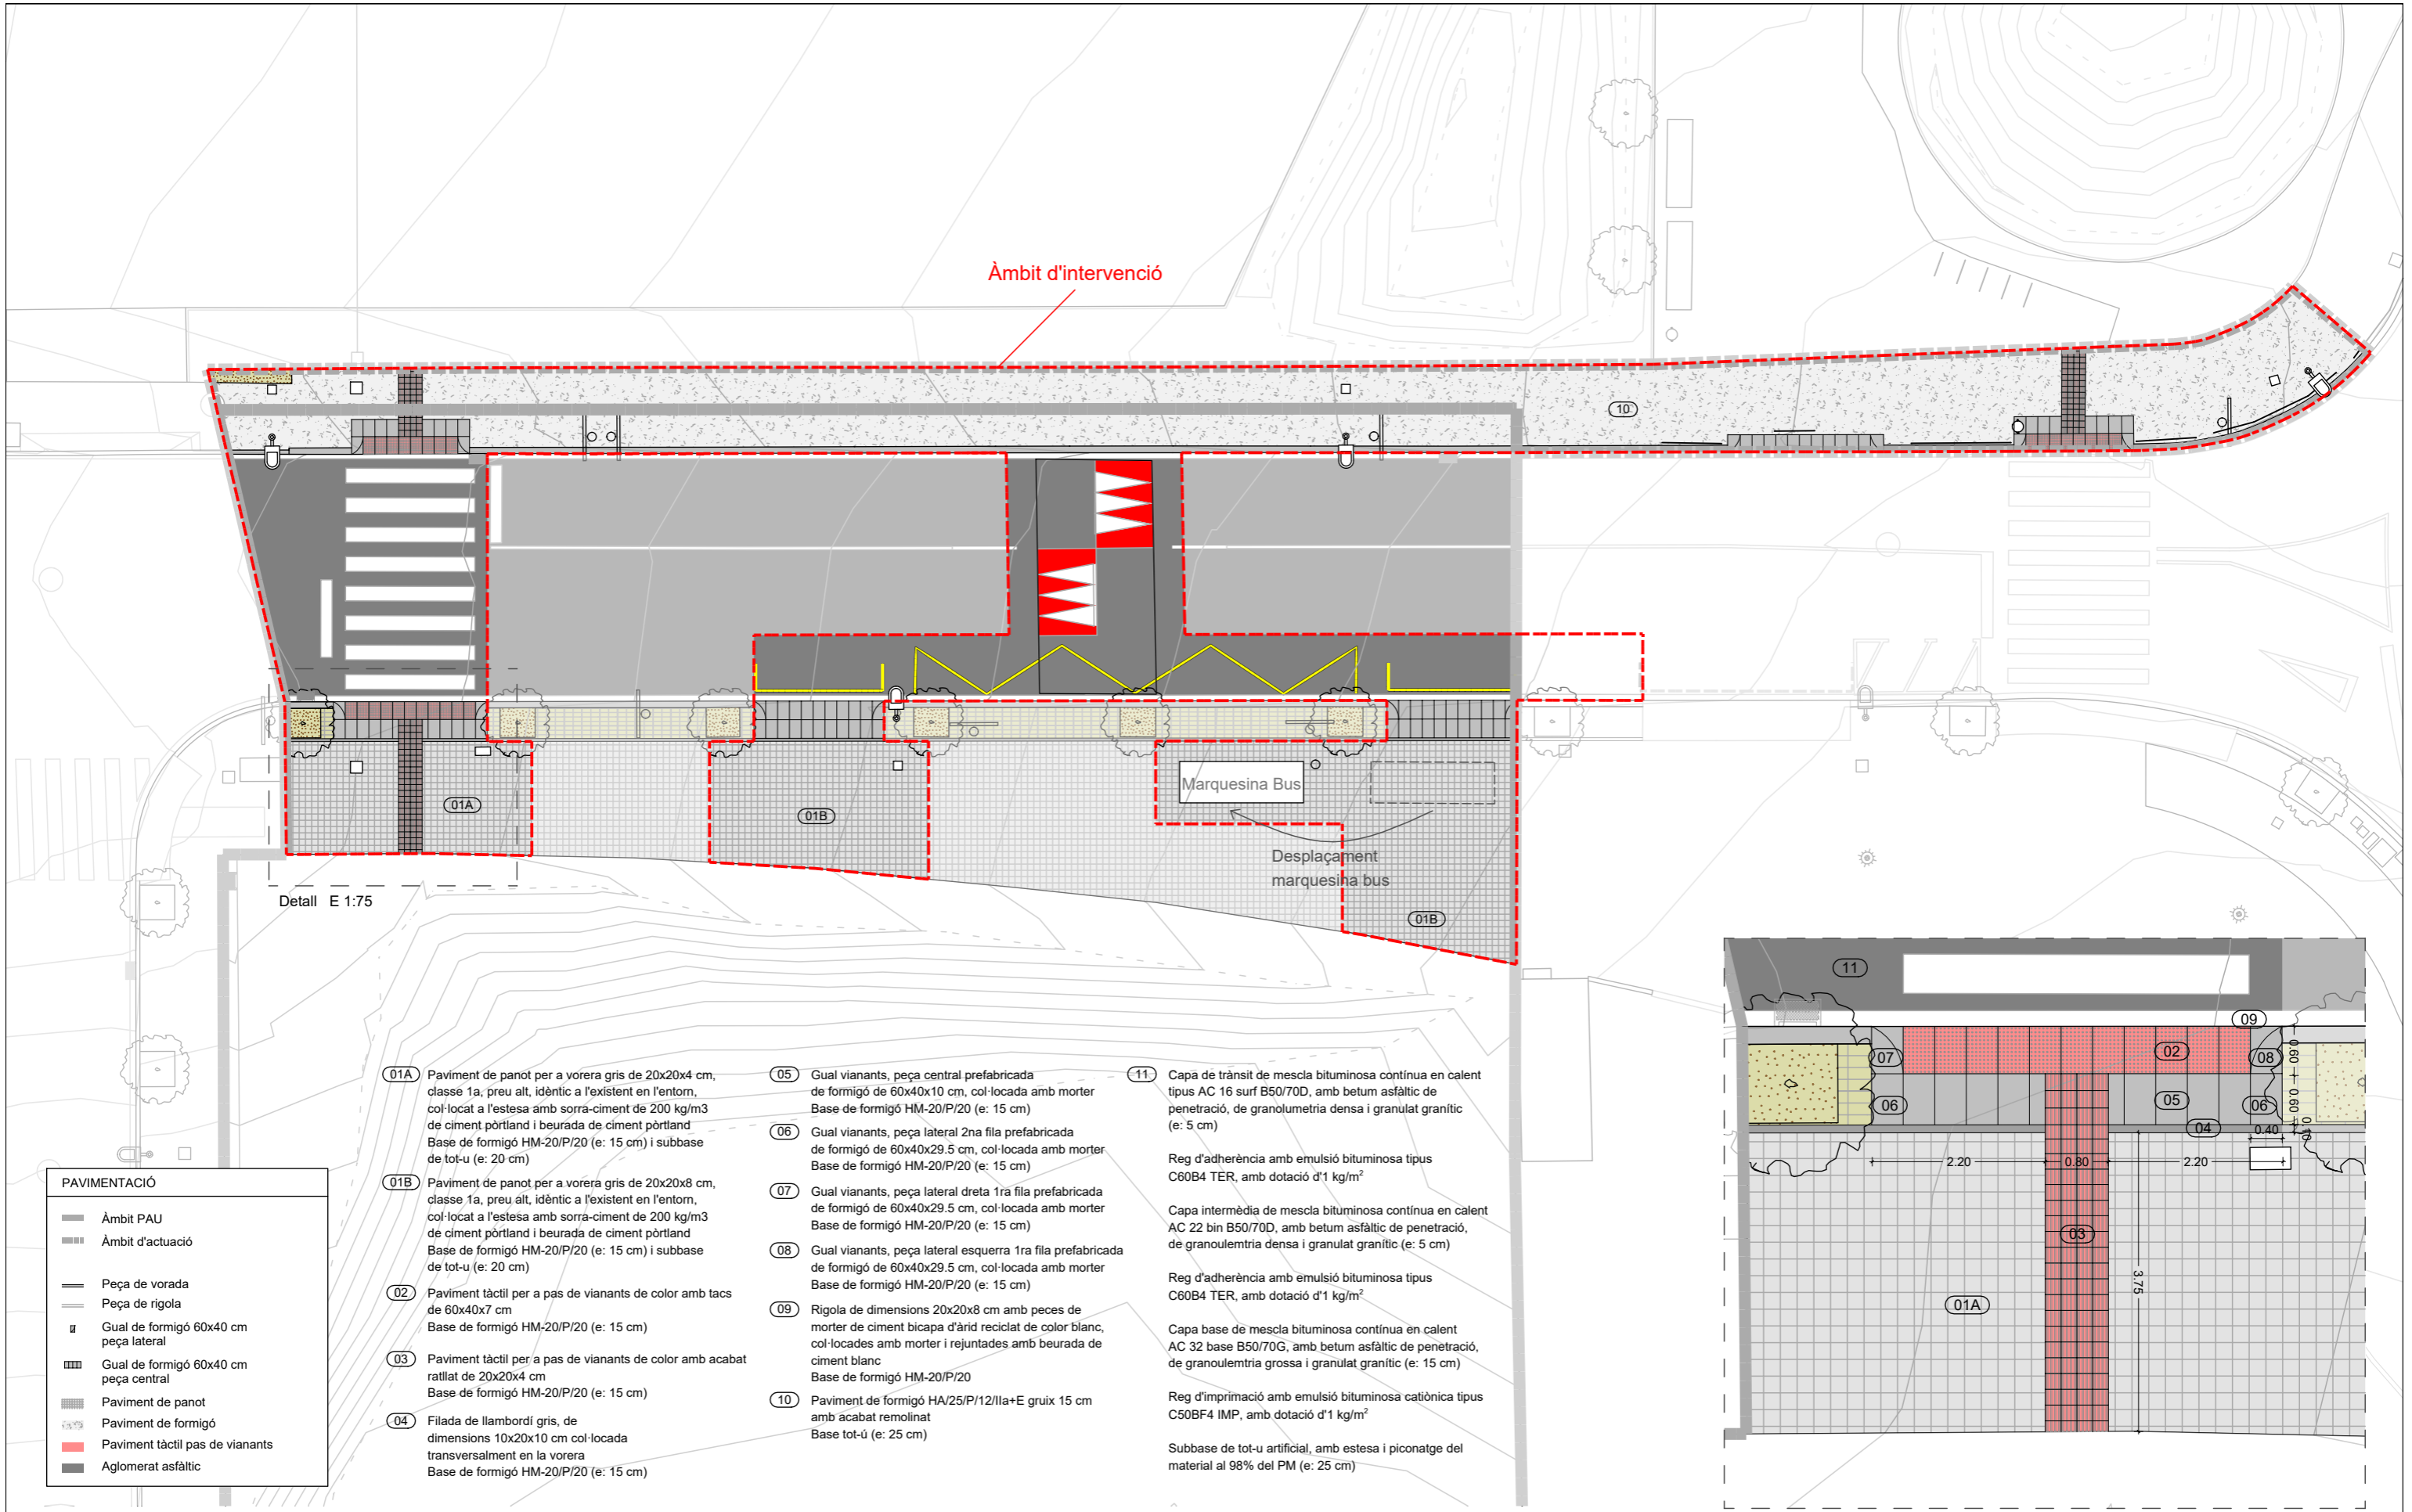 Àmbit d'intervenció
10
01A
01B
Marquesina Bus
Desplaçament
marquesina bus
01B
Detall   E 1:75
PAVIMENTACIÓ
Àmbit PAU
Àmbit d'actuació
Peça de vorada
Peça de rigola
Gual de formigó 60x40 cm
peça lateral
Gual de formigó 60x40 cm
peça central
Paviment de panot
Paviment de formigó
Paviment tàctil pas de vianants
Aglomerat asfàltic
01A Paviment de panot per a vorera gris de 20x20x4 cm,
classe 1a, preu alt, idèntic a l'existent en l'entorn,
col·locat a l'estesa amb sorra-ciment de 200 kg/m3
de ciment pòrtland i beurada de ciment pòrtland
Base de formigó HM-20/P/20 (e: 15 cm) i subbase
de tot-u (e: 20 cm)
01B Paviment de panot per a vorera gris de 20x20x8 cm,
classe 1a, preu alt, idèntic a l'existent en l'entorn,
col·locat a l'estesa amb sorra-ciment de 200 kg/m3
de ciment pòrtland i beurada de ciment pòrtland
Base de formigó HM-20/P/20 (e: 15 cm) i subbase
de tot-u (e: 20 cm)
02 Paviment tàctil per a pas de vianants de color amb tacs
de 60x40x7 cm
Base de formigó HM-20/P/20 (e: 15 cm)
03 Paviment tàctil per a pas de vianants de color amb acabat
ratllat de 20x20x4 cm
Base de formigó HM-20/P/20 (e: 15 cm)
04 Filada de llambordí gris, de
dimensions 10x20x10 cm col·locada
transversalment en la vorera
Base de formigó HM-20/P/20 (e: 15 cm)
05 Gual vianants, peça central prefabricada
de formigó de 60x40x10 cm, col·locada amb morter
Base de formigó HM-20/P/20 (e: 15 cm)
06 Gual vianants, peça lateral 2na fila prefabricada
de formigó de 60x40x29.5 cm, col·locada amb morter
Base de formigó HM-20/P/20 (e: 15 cm)
07 Gual vianants, peça lateral dreta 1ra fila prefabricada
de formigó de 60x40x29.5 cm, col·locada amb morter
Base de formigó HM-20/P/20 (e: 15 cm)
08 Gual vianants, peça lateral esquerra 1ra fila prefabricada
de formigó de 60x40x29.5 cm, col·locada amb morter
Base de formigó HM-20/P/20 (e: 15 cm)
09 Rigola de dimensions 20x20x8 cm amb peces de
morter de ciment bicapa d'àrid reciclat de color blanc,
col·locades amb morter i rejuntades amb beurada de
ciment blanc
Base de formigó HM-20/P/20
10 Paviment de formigó HA/25/P/12/IIa+E gruix 15 cm
amb acabat remolinat
Base tot-ú (e: 25 cm)
11 Capa de trànsit de mescla bituminosa contínua en calent
tipus AC 16 surf B50/70D, amb betum asfàltic de
penetració, de granolumetria densa i granulat granític
(e: 5 cm)
Reg d'adherència amb emulsió bituminosa tipus
C60B4 TER, amb dotació d'1 kg/m²
Capa intermèdia de mescla bituminosa contínua en calent
AC 22 bin B50/70D, amb betum asfàltic de penetració,
de granoulemtria densa i granulat granític (e: 5 cm)
Reg d'adherència amb emulsió bituminosa tipus
C60B4 TER, amb dotació d'1 kg/m²
Capa base de mescla bituminosa contínua en calent
AC 32 base B50/70G, amb betum asfàltic de penetració,
de granoulemtria grossa i granulat granític (e: 15 cm)
Reg d'imprimació amb emulsió bituminosa catiònica tipus
C50BF4 IMP, amb dotació d'1 kg/m²
Subbase de tot-u artificial, amb estesa i piconatge del
material al 98% del PM (e: 25 cm)
11
09
07
02
08
0.60
06
05
06
0.60
04
0.40
0.10
2.20
0.80
2.20
03
3.75
01A